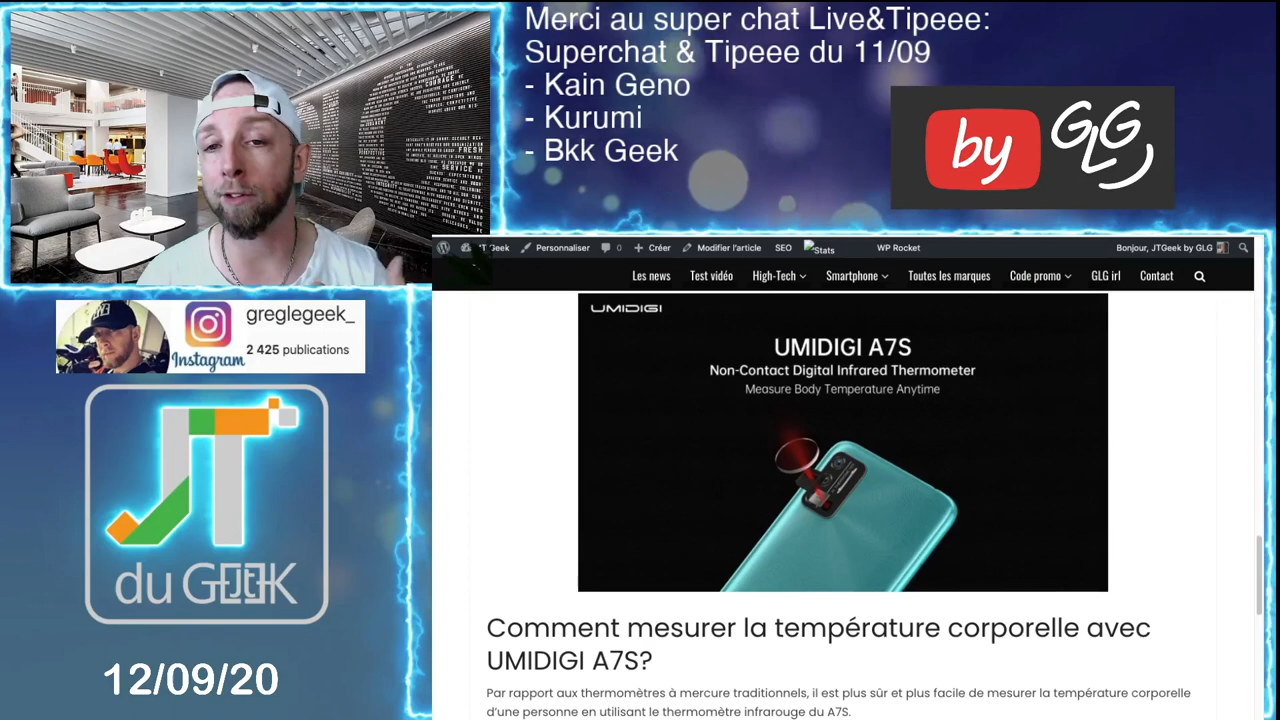 Merci au super chat Live&Tipeee:
Superchat & Tipeee du 11/09
- Kain Geno
- Kurumi
- Bkk Geek
by GLG
COURAGE
FRESH
SERVICE
greglegeek_
Instagram
2 425 publications
JT
du GEEK
12/09/20
JT Geek Personnaliser 0 Créer Modifier l'article SEO Stats WP Rocket Bonjour, JTGeek by GLG
Les news Test vidéo High-Tech Smartphone Toutes les marques Code promo GLG irl Contact
UMIDIGI
UMIDIGI A7S
Non-Contact Digital Infrared Thermometer
Measure Body Temperature Anytime
Comment mesurer la température corporelle avec
UMIDIGI A7S?
Par rapport aux thermomètres à mercure traditionnels, il est plus sûr et plus facile de mesurer la température corporelle
d'une personne en utilisant le thermomètre infrarouge du A7S.